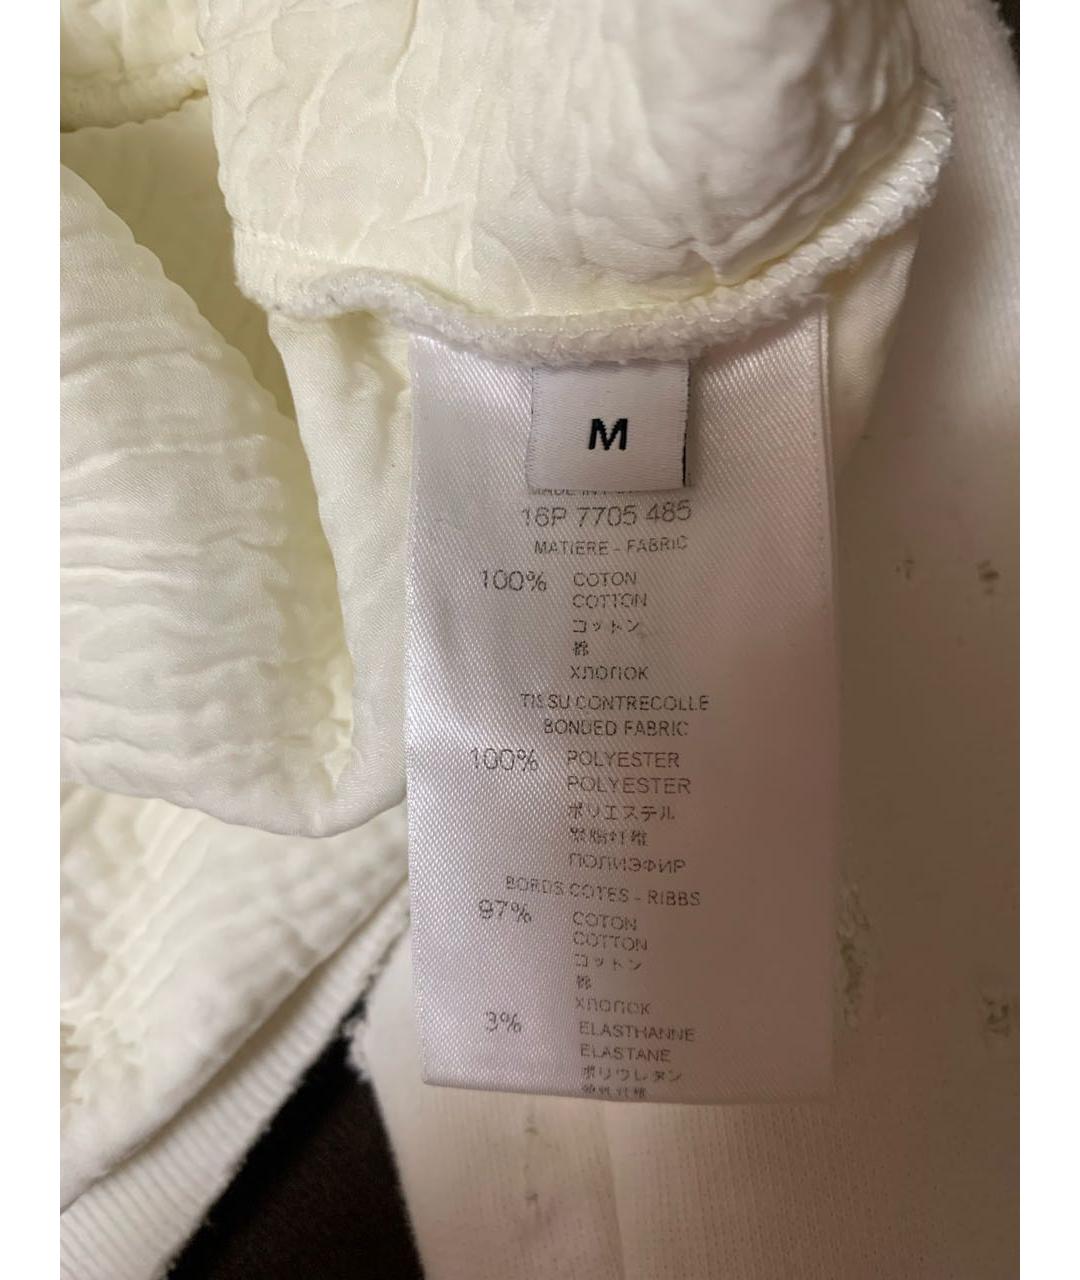 M
MADE IN
16P 7705 485
MATIERE - FABRIC
100% COTON
COTTON
コットン
棉
ХЛОПОК
TISSU CONTRECOLLE
BONDED FABRIC
100% POLYESTER
POLYESTER
ポリエステル
ПОЛИЭФИР
BORDS COTES - RIBBS
97% COTON
COTTON
コットン
棉
ХЛОПОК
3% ELASTHANNE
ELASTANE
ポリウレタン